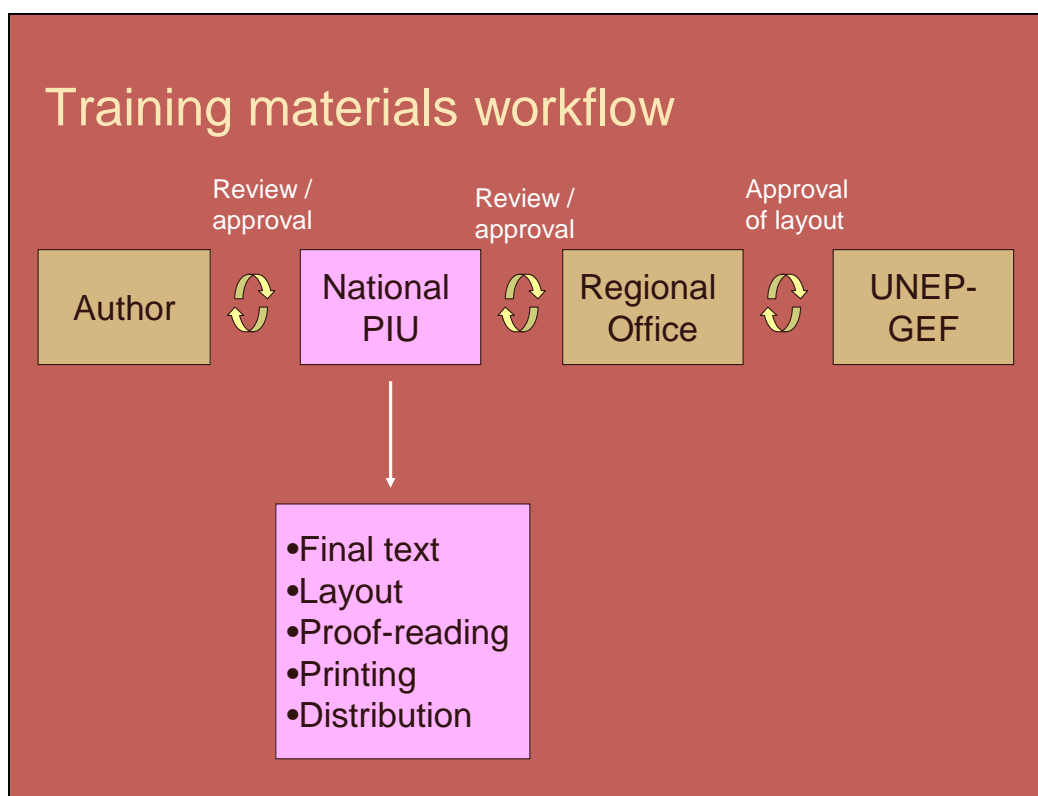 Training materials workflow
Review /
approval
Review /
approval
Approval
of layout
Author
National
PIU
Regional
Office
UNEP-
GEF
•Final text
•Layout
•Proof-reading
•Printing
•Distribution